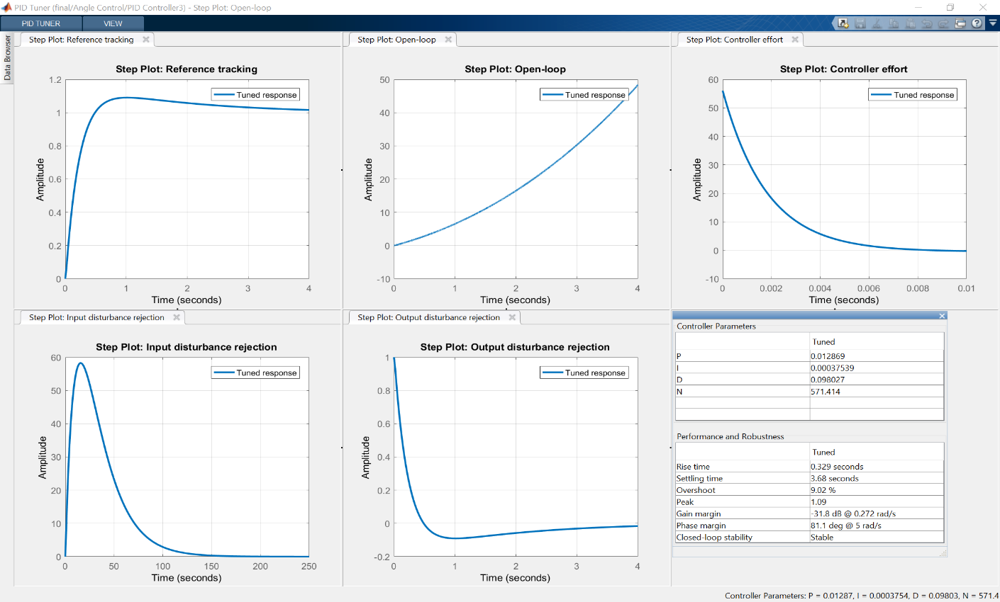 PID Tuner (final/Angle Control/PID Controller3) - Step Plot: Open-loop
PID TUNER VIEW
Data Browser
Step Plot: Reference tracking
Step Plot: Reference tracking
Tuned response
Amplitude
1.2
1
0.8
0.6
0.4
0.2
0
0 1 2 3 4
Time (seconds)
Step Plot: Open-loop
Step Plot: Open-loop
Tuned response
Amplitude
50
40
30
20
10
0
-10
0 1 2 3 4
Time (seconds)
Step Plot: Controller effort
Step Plot: Controller effort
Tuned response
Amplitude
60
50
40
30
20
10
0
-10
0 0.002 0.004 0.006 0.008 0.01
Time (seconds)
Step Plot: Input disturbance rejection
Step Plot: Input disturbance rejection
Tuned response
Amplitude
60
50
40
30
20
10
0
0 50 100 150 200 250
Time (seconds)
Step Plot: Output disturbance rejection
Step Plot: Output disturbance rejection
Tuned response
Amplitude
1
0.8
0.6
0.4
0.2
0
-0.2
0 1 2 3 4
Time (seconds)
Controller Parameters
Tuned
P 0.012869
I 0.00037539
D 0.098027
N 571.414
Performance and Robustness
Tuned
Rise time 0.329 seconds
Settling time 3.68 seconds
Overshoot 9.02 %
Peak 1.09
Gain margin -31.8 dB @ 0.272 rad/s
Phase margin 81.1 deg @ 5 rad/s
Closed-loop stability Stable
Controller Parameters: P = 0.01287, I = 0.0003754, D = 0.09803, N = 571.4